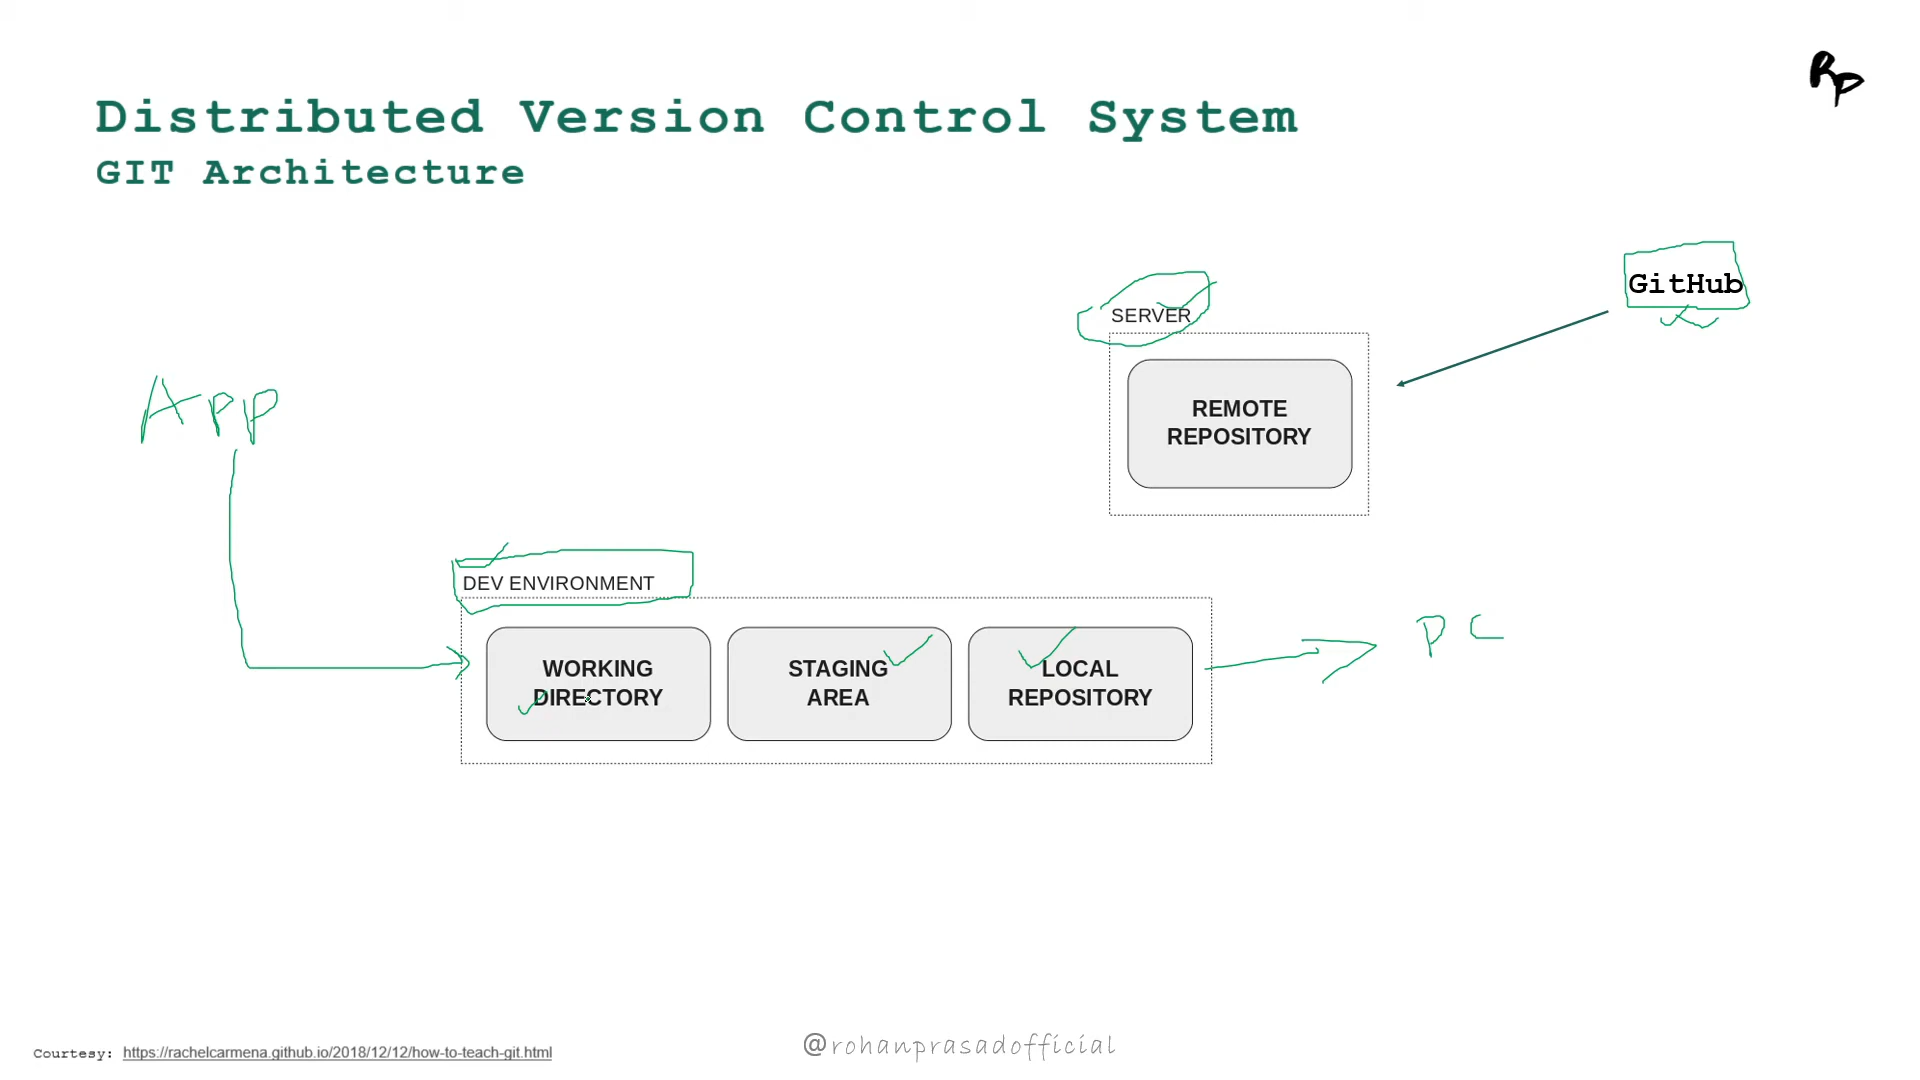 RP
Distributed Version Control System
GIT Architecture
GitHub
SERVER
REMOTE
REPOSITORY
App
DEV ENVIRONMENT
WORKING
DIRECTORY
STAGING
AREA
LOCAL
REPOSITORY
PC
Courtesy: https://rachelcarmena.github.io/2018/12/12/how-to-teach-git.html
@rohanprasadofficial